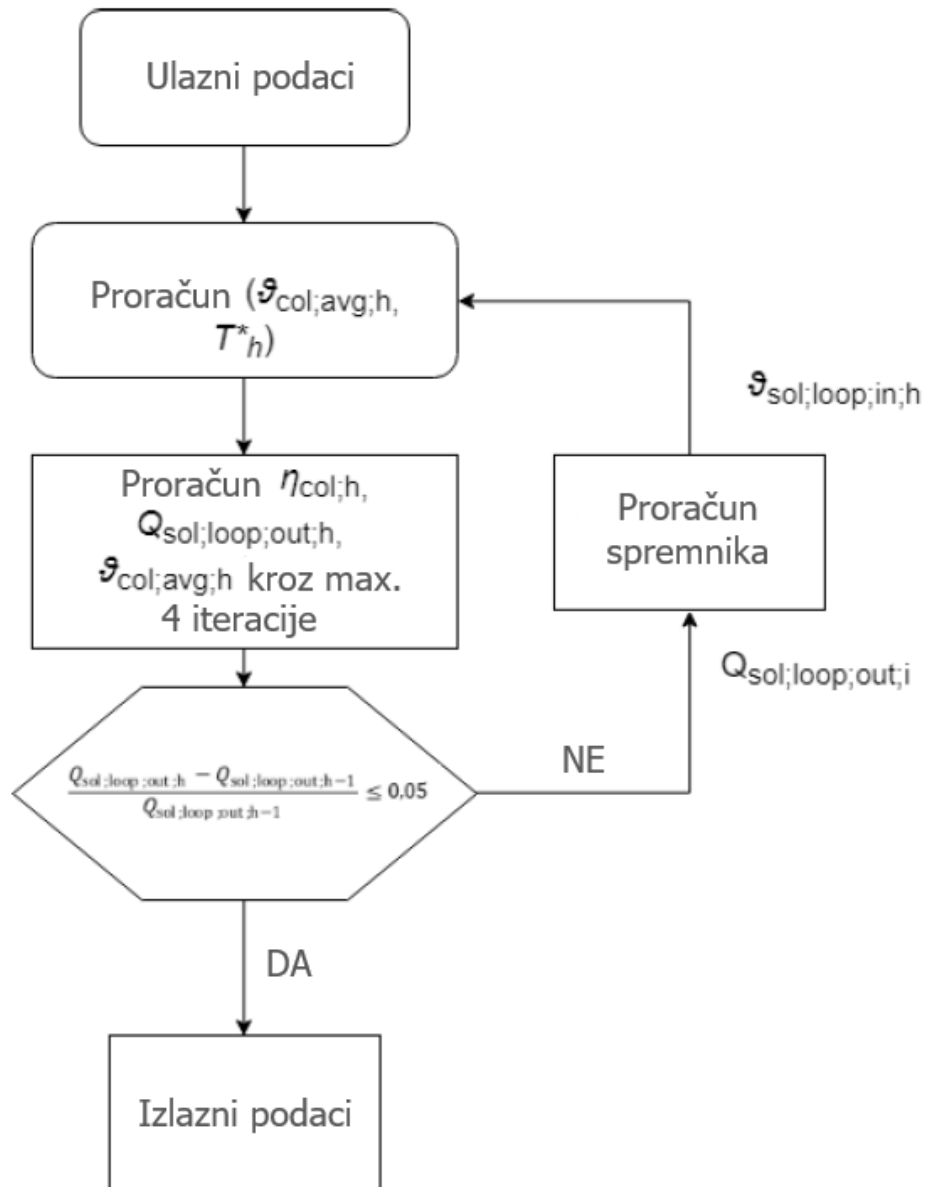 Ulazni podaci
Proračun (ϑcol;avg;h,
T*h)
Proračun ηcol;h,
Qsol;loop;out;h,
ϑcol;avg;h kroz max.
4 iteracije
ϑsol;loop;in;h
Proračun
spremnika
Qsol;loop;out;i
Qsol;loop;out;h − Qsol;loop;out;h−1
Qsol;loop;out;h−1
≤ 0,05
NE
DA
Izlazni podaci